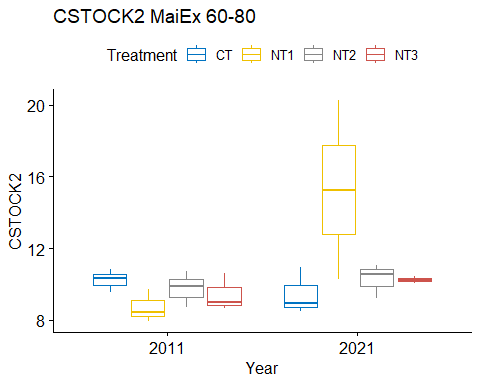 CSTOCK2 MaiEx 60-80
Treatment CT NT1 NT2 NT3
20
16
12
8
CSTOCK2
2011 2021
Year